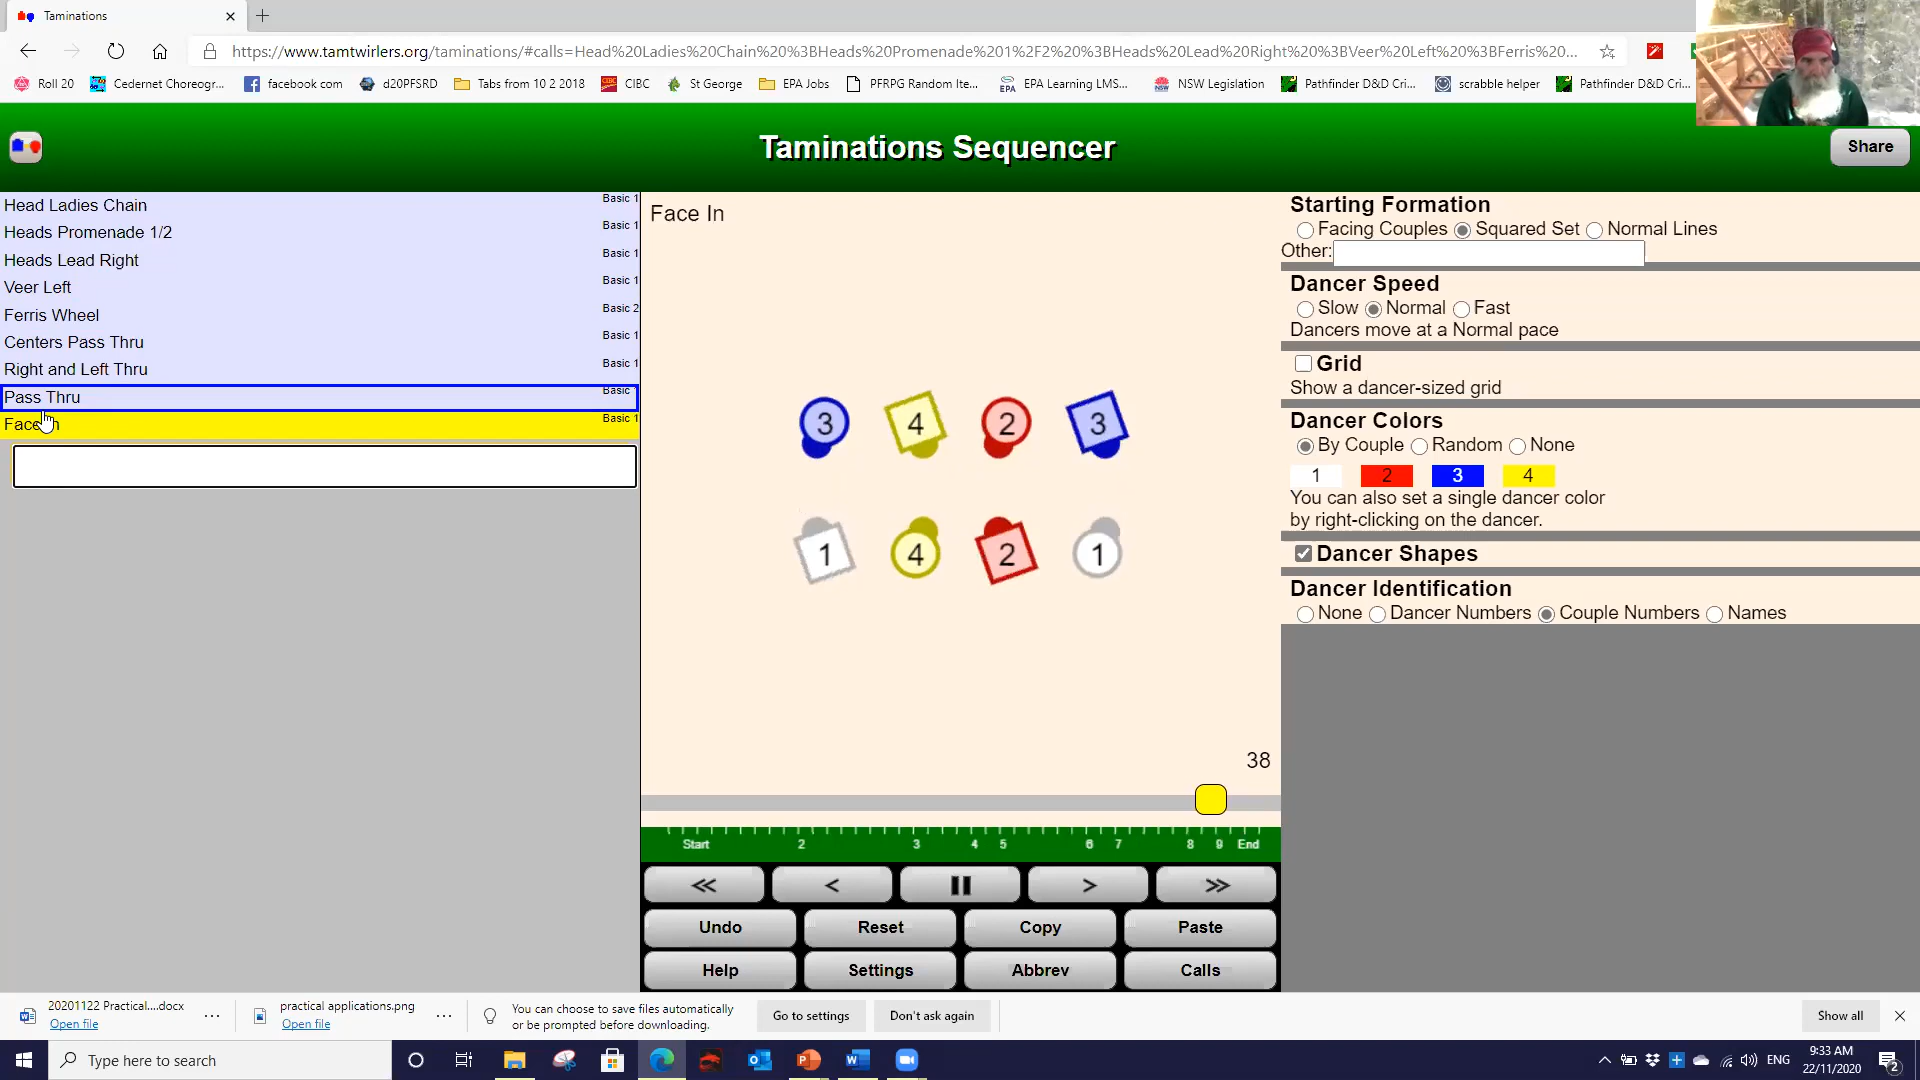 Taminations
https://www.tamtwirlers.org/taminations/#calls=Head%20Ladies%20Chain%20%3BHeads%20Promenade%201%2F2%20%3BHeads%20Lead%20Right%20%3BVeer%20Left%20%3BFerris%20...
Roll 20
Cedernet Choreogr...
facebook.com
d20PFSRD
Tabs from 10 2 2018
CIBC
St George
EPA Jobs
PFRPG Random Ite...
EPA Learning LMS...
NSW Legislation
Pathfinder D&D Cri...
scrabble helper
Pathfinder D&D Cri...
Taminations Sequencer
Share
Head Ladies Chain Basic 1
Heads Promenade 1/2 Basic 1
Heads Lead Right Basic 1
Veer Left Basic 1
Ferris Wheel Basic 2
Centers Pass Thru Basic 1
Right and Left Thru Basic 1
Pass Thru Basic
Face In Basic 1
Face In
3 4 2 3
1 4 2 1
38
Start 2 3 4 5 6 7 8 9 End
≪ < > ≫
Undo Reset Copy Paste
Help Settings Abbrev Calls
Starting Formation
Facing Couples Squared Set Normal Lines
Other:
Dancer Speed
Slow Normal Fast
Dancers move at a Normal pace
Grid
Show a dancer-sized grid
Dancer Colors
By Couple Random None
1 2 3 4
You can also set a single dancer color
by right-clicking on the dancer.
Dancer Shapes
Dancer Identification
None Dancer Numbers Couple Numbers Names
20201122 Practical....docx
Open file
practical applications.png
Open file
You can choose to save files automatically
or be prompted before downloading.
Go to settings
Don't ask again
Show all
Type here to search
ENG
9:33 AM
22/11/2020
2